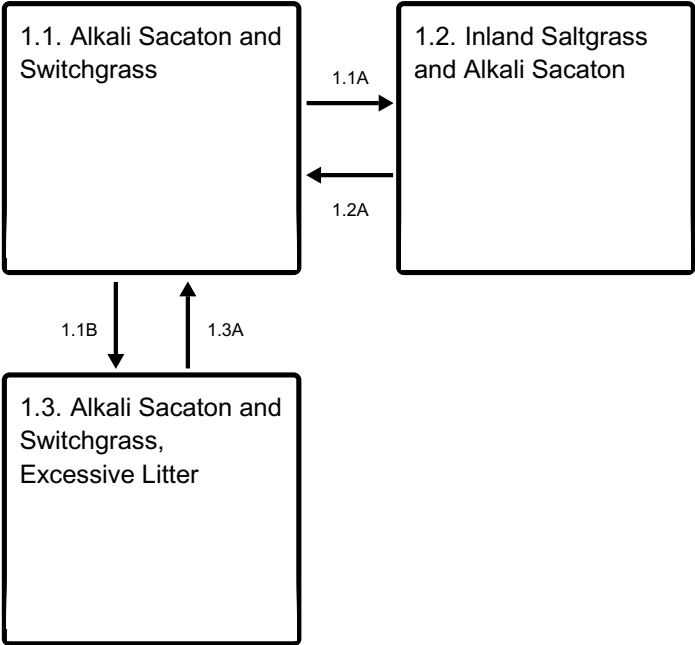 1.1. Alkali Sacaton and
Switchgrass
1.1A
1.2. Inland Saltgrass
and Alkali Sacaton
1.2A
1.1B
1.3A
1.3. Alkali Sacaton and
Switchgrass,
Excessive Litter